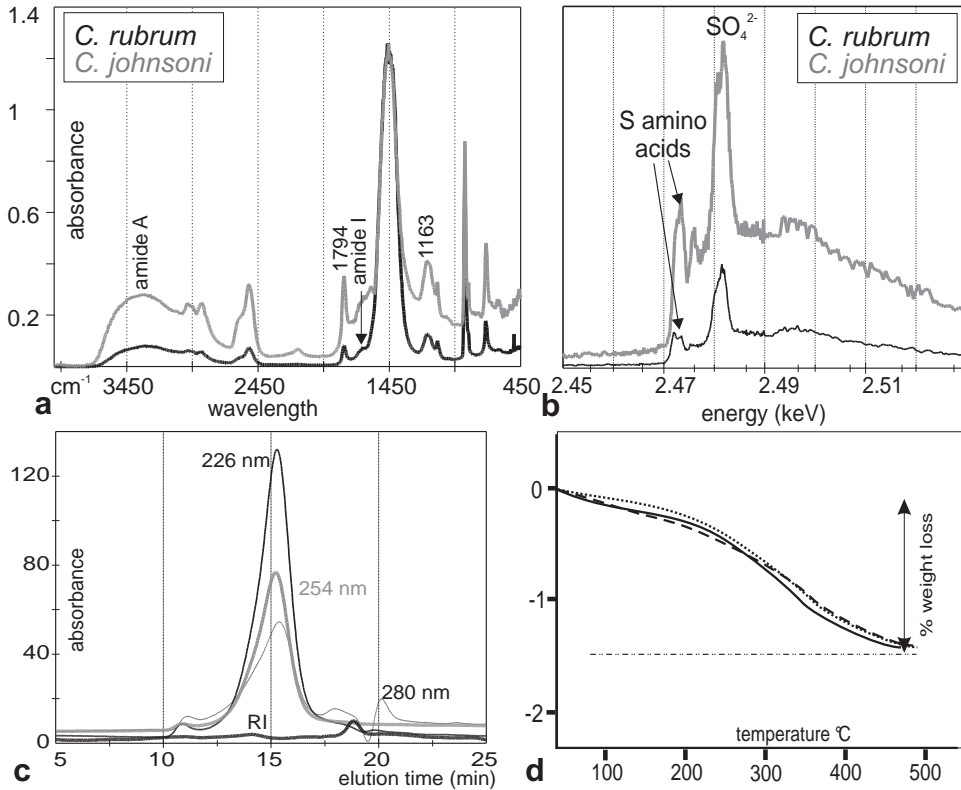 1.4
1
0.6
0.2
absorbance
C. rubrum
C. johnsoni
amide A
1794
amide I
1163
cm-1
3450
2450
1450
450
wavelength
a
SO₄²⁻
C. rubrum
C. johnsoni
S amino
acids
2.45
2.47
2.49
2.51
energy (keV)
b
120
80
40
0
absorbance
226 nm
254 nm
280 nm
RI
5
10
15
20
25
elution time (min)
c
0
-1
-2
% weight loss
temperature °C
100
200
300
400
500
d